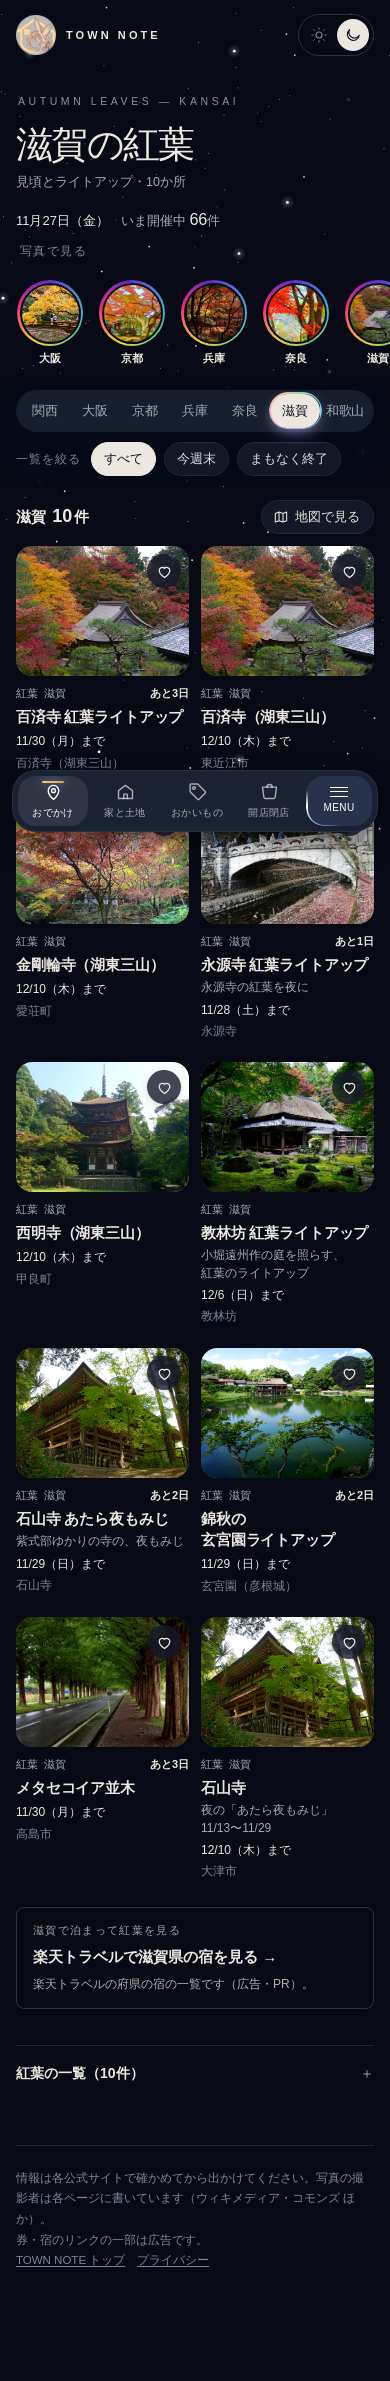 TOWN NOTE
AUTUMN LEAVES — KANSAI
滋賀の紅葉
見頃とライトアップ・10か所
11月27日（金） いま開催中 66件
写真で見る
大阪 京都 兵庫 奈良 滋賀
関西 大阪 京都 兵庫 奈良 滋賀 和歌山
一覧を絞る すべて 今週末 まもなく終了
滋賀 10件 地図で見る
紅葉 滋賀 あと3日
百済寺 紅葉ライトアップ
11/30（月）まで
百済寺（湖東三山）
紅葉 滋賀
百済寺（湖東三山）
12/10（木）まで
東近江市
おでかけ 家と土地 おかいもの 開店閉店 MENU
紅葉 滋賀
金剛輪寺（湖東三山）
12/10（木）まで
愛荘町
紅葉 滋賀 あと1日
永源寺 紅葉ライトアップ
永源寺の紅葉を夜に
11/28（土）まで
永源寺
紅葉 滋賀
西明寺（湖東三山）
12/10（木）まで
甲良町
紅葉 滋賀
教林坊 紅葉ライトアップ
小堀遠州作の庭を照らす、
紅葉のライトアップ
12/6（日）まで
教林坊
紅葉 滋賀 あと2日
石山寺 あたら夜もみじ
紫式部ゆかりの寺の、夜もみじ
11/29（日）まで
石山寺
紅葉 滋賀 あと2日
錦秋の
玄宮園ライトアップ
11/29（日）まで
玄宮園（彦根城）
紅葉 滋賀 あと3日
メタセコイア並木
11/30（月）まで
高島市
紅葉 滋賀
石山寺
夜の「あたら夜もみじ」
11/13〜11/29
12/10（木）まで
大津市
滋賀で泊まって紅葉を見る
楽天トラベルで滋賀県の宿を見る →
楽天トラベルの府県の宿の一覧です（広告・PR）。
紅葉の一覧（10件） +
情報は各公式サイトで確かめてから出かけてください。写真の撮
影者は各ページに書いています（ウィキメディア・コモンズ ほ
か）。
券・宿のリンクの一部は広告です。
TOWN NOTE トップ プライバシー